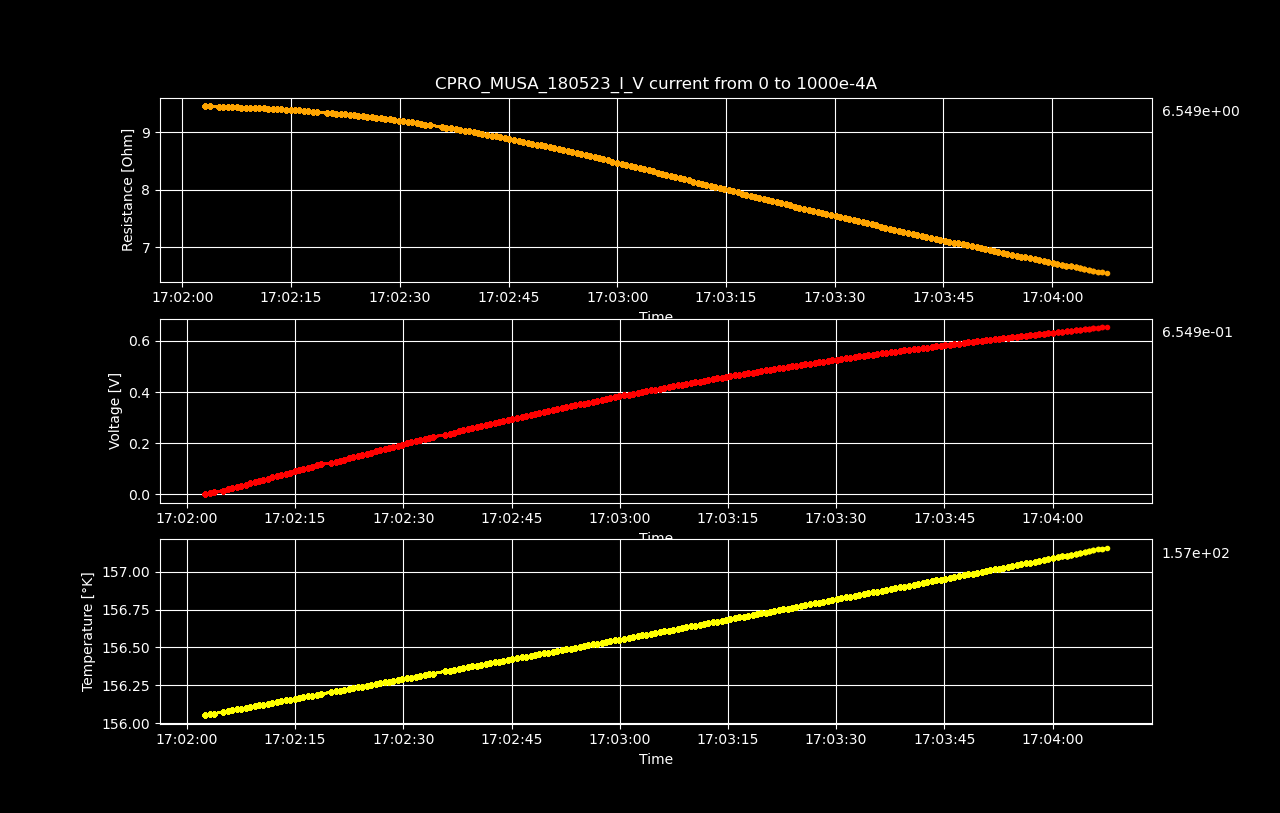 CPRO_MUSA_180523_I_V current from 0 to 1000e-4A
6.549e+00
Resistance [Ohm]
9
8
7
17:02:00 17:02:15 17:02:30 17:02:45 17:03:00 17:03:15 17:03:30 17:03:45 17:04:00
Time
6.549e-01
Voltage [V]
0.6
0.4
0.2
0.0
17:02:00 17:02:15 17:02:30 17:02:45 17:03:00 17:03:15 17:03:30 17:03:45 17:04:00
Time
1.57e+02
Temperature [°K]
157.00
156.75
156.50
156.25
156.00
17:02:00 17:02:15 17:02:30 17:02:45 17:03:00 17:03:15 17:03:30 17:03:45 17:04:00
Time